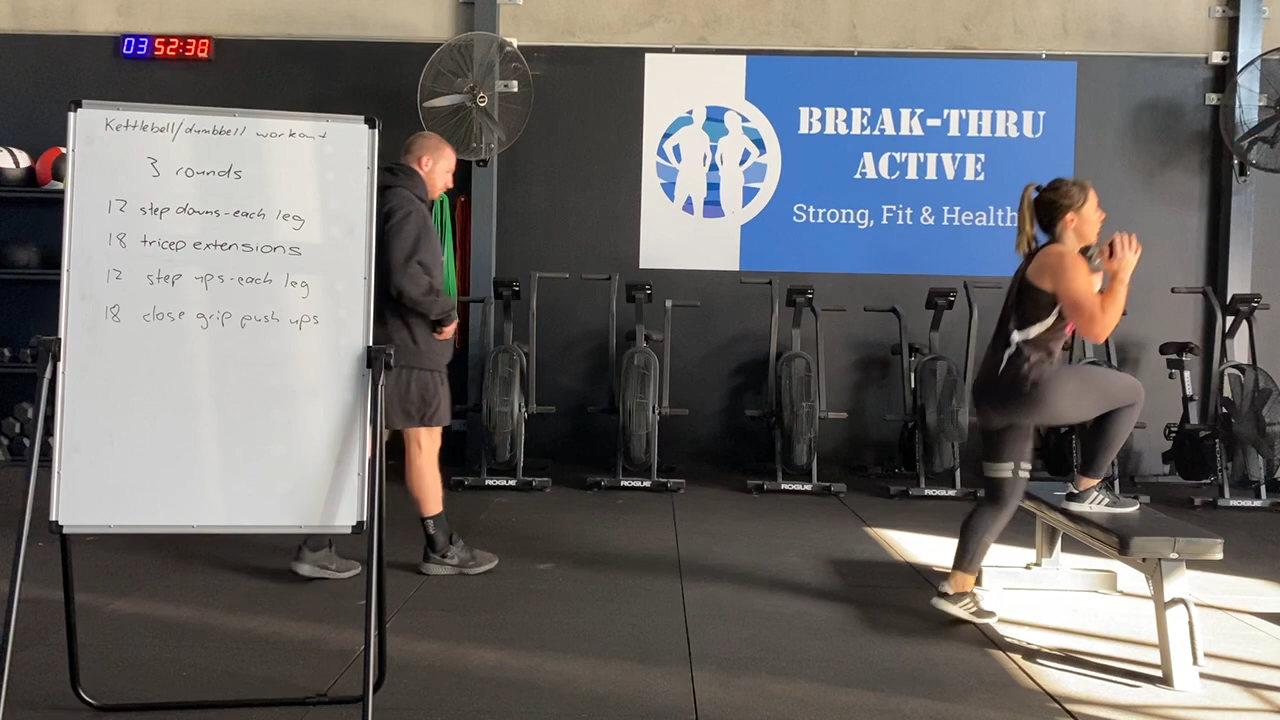 03 52:38
Kettlebell/dumbbell workout
3 rounds
12 step downs-each leg
18 tricep extensions
12 step ups-each leg
18 close grip push ups
BREAK-THRU
ACTIVE
Strong, Fit & Health
ROGUE
ROGUE
ROGUE
ROGUE
ROGUE